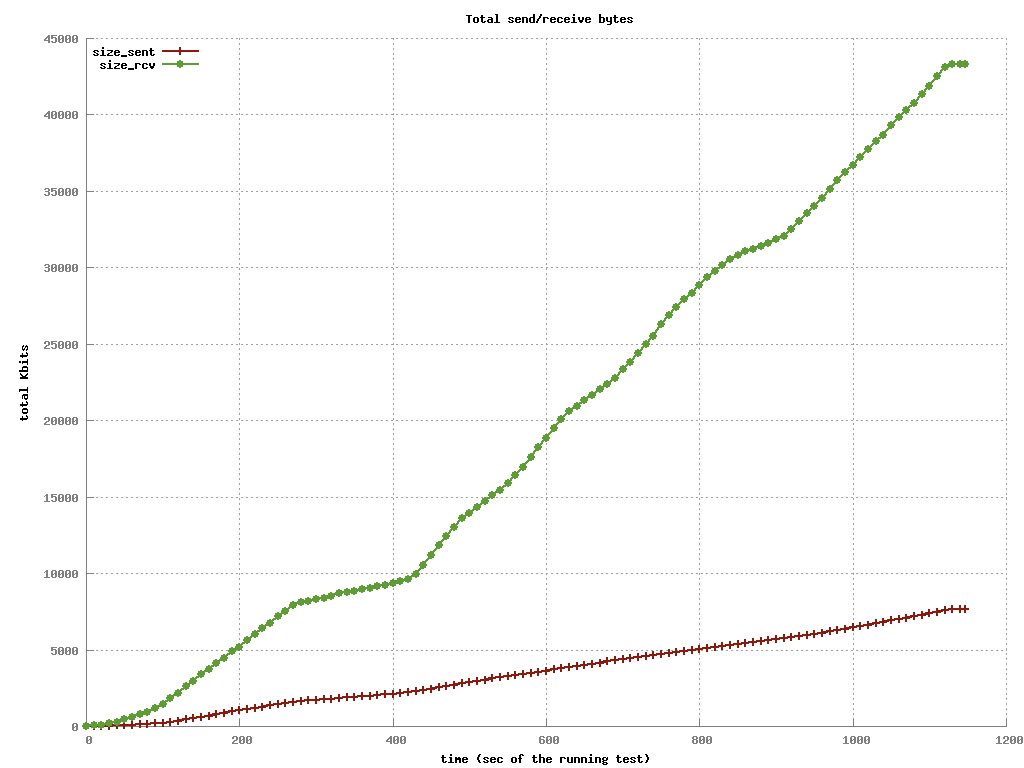 Total send/receive bytes
45000
size_sent
size_rcv
40000
35000
30000
25000
total Kbits
20000
15000
10000
5000
0
0 200 400 600 800 1000 1200
time (sec of the running test)